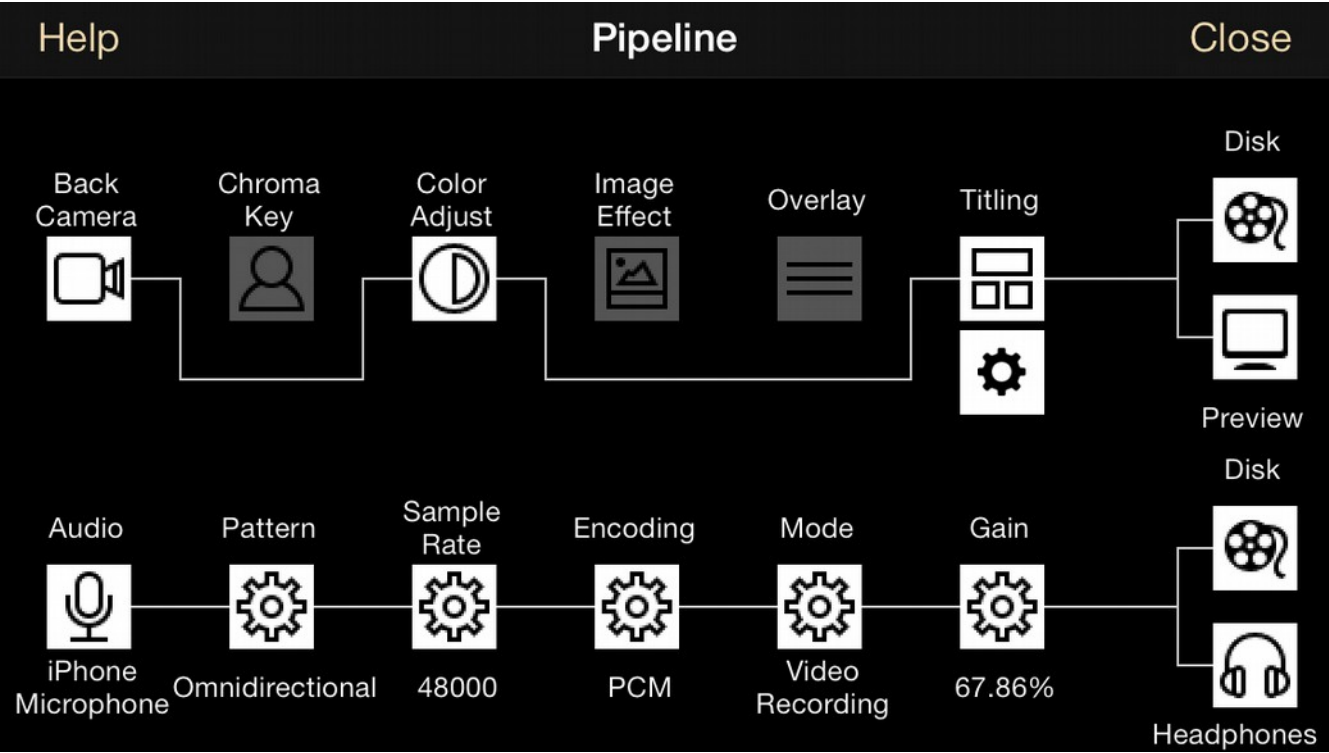 Help
Pipeline
Close
Back
Camera
Chroma
Key
Color
Adjust
Image
Effect
Overlay
Titling
Disk
Preview
Audio
Pattern
Sample
Rate
Encoding
Mode
Gain
Disk
iPhone
Microphone
Omnidirectional
48000
PCM
Video
Recording
67.86%
Headphones